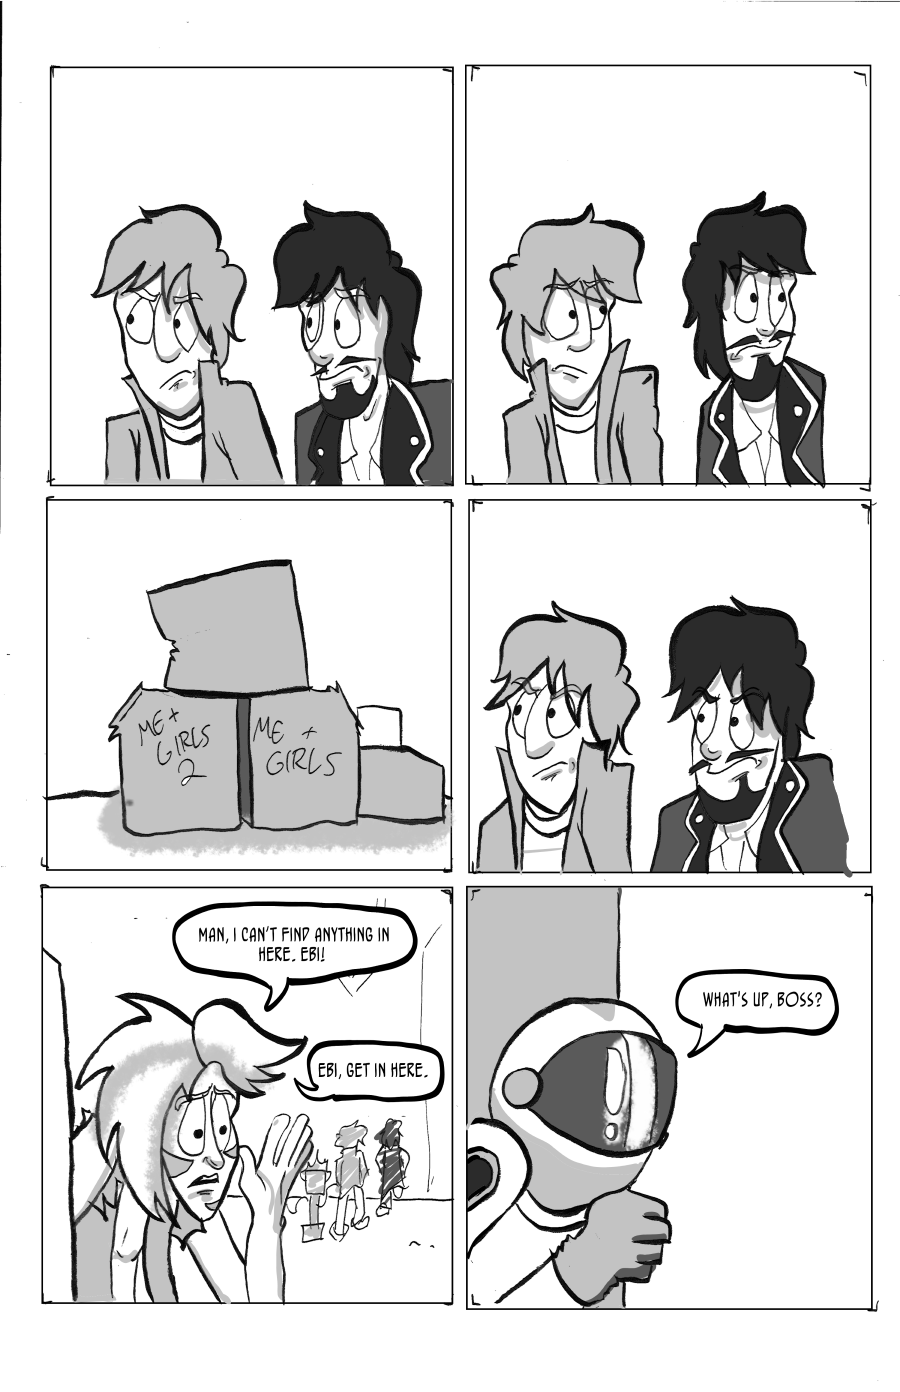 ME +
GIRLS
2
ME +
GIRLS
MAN, I CAN'T FIND ANYTHING IN
HERE. EBI!
EBI, GET IN HERE.
WHAT'S UP, BOSS?